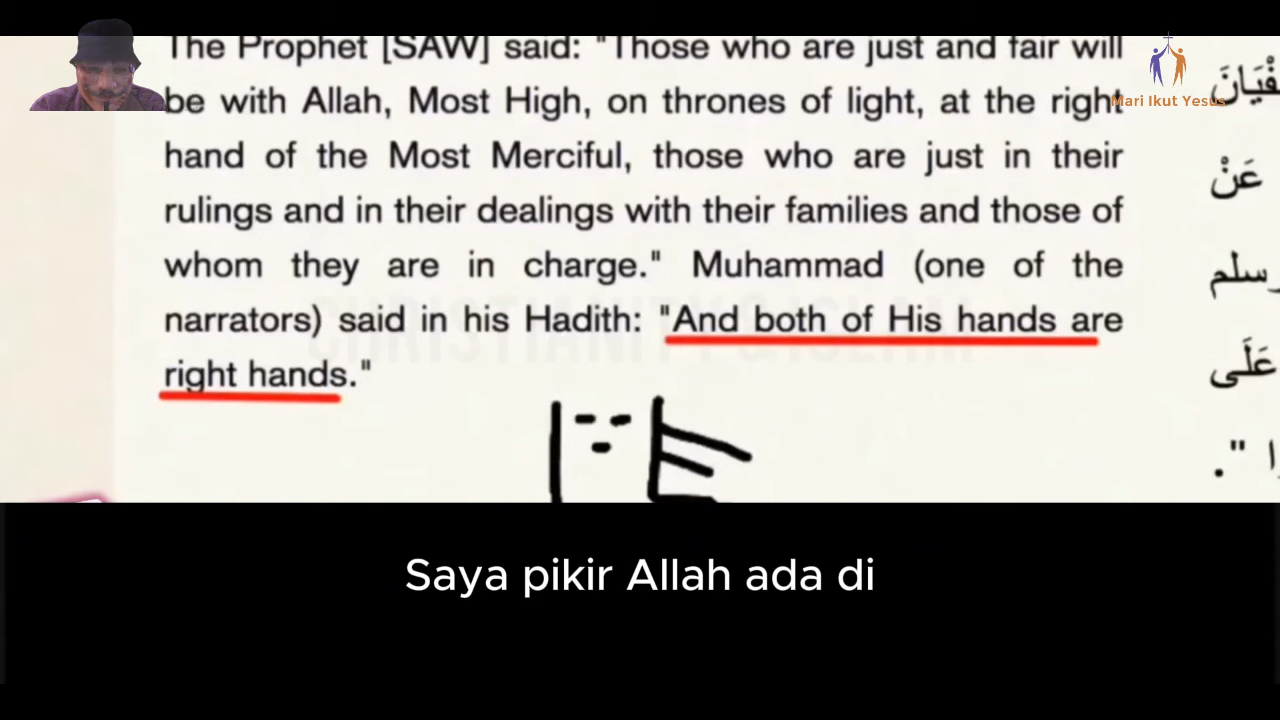 The Prophet [SAW] said: "Those who are just and fair will
be with Allah, Most High, on thrones of light, at the right
hand of the Most Merciful, those who are just in their
rulings and in their dealings with their families and those of
whom they are in charge." Muhammad (one of the
narrators) said in his Hadith: "And both of His hands are
right hands."
Mari Ikut Yesus
عَنْ
وسلم
عَلَى
CHRISTIANITY & ISLAM
Saya pikir Allah ada di